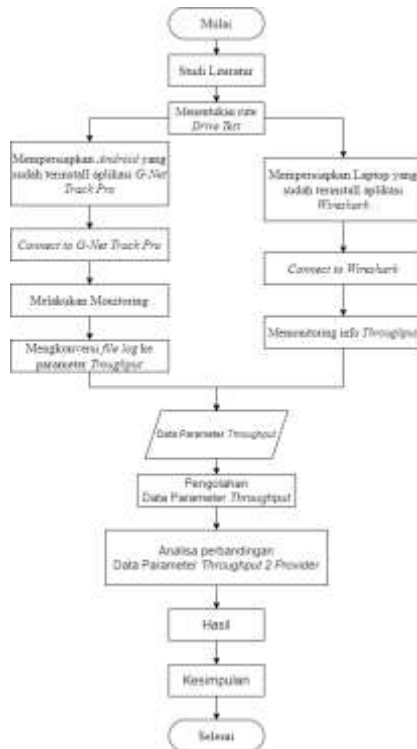 Mulai
Studi Literatur
Menentukan rute
Drive Test
Mempersiapkan Android yang
sudah terinstall aplikasi G-Net
Track Pro
Connect to G-Net Track Pro
Melakukan Monitoring
Mengkonversi file log ke
parameter Troughput
Mempersiapkan Laptop yang
sudah terinstall aplikasi
Wireshark
Connect to Wireshark
Memonitoring info Throughput
Data Parameter Throughput
Pengolahan
Data Parameter Throughput
Analisa perbandingan
Data Parameter Throughput 2 Provider
Hasil
Kesimpulan
Selesai